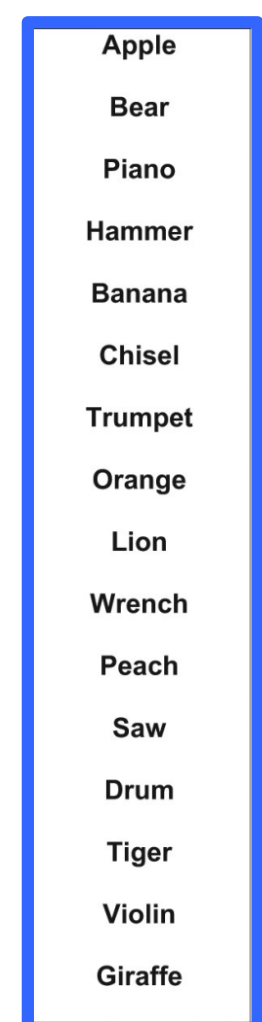 Apple
Bear
Piano
Hammer
Banana
Chisel
Trumpet
Orange
Lion
Wrench
Peach
Saw
Drum
Tiger
Violin
Giraffe